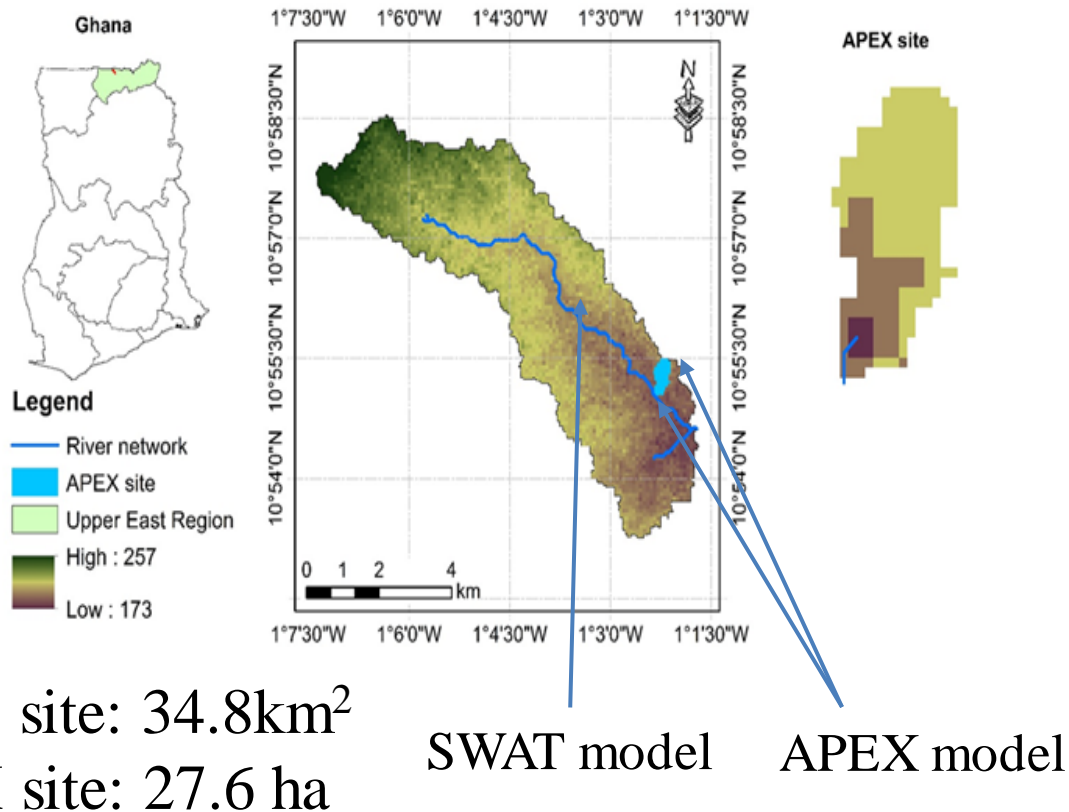 Ghana
1°7'30"W 1°6'0"W 1°4'30"W 1°3'0"W 1°1'30"W
APEX site
N
10°58'30"N
10°58'30"N
10°57'0"N
10°57'0"N
10°55'30"N
10°55'30"N
10°54'0"N
10°54'0"N
Legend
River network
APEX site
Upper East Region
High : 257
Low : 173
0 1 2 4
km
1°7'30"W 1°6'0"W 1°4'30"W 1°3'0"W 1°1'30"W
site: 34.8km²
site: 27.6 ha
SWAT model
APEX model